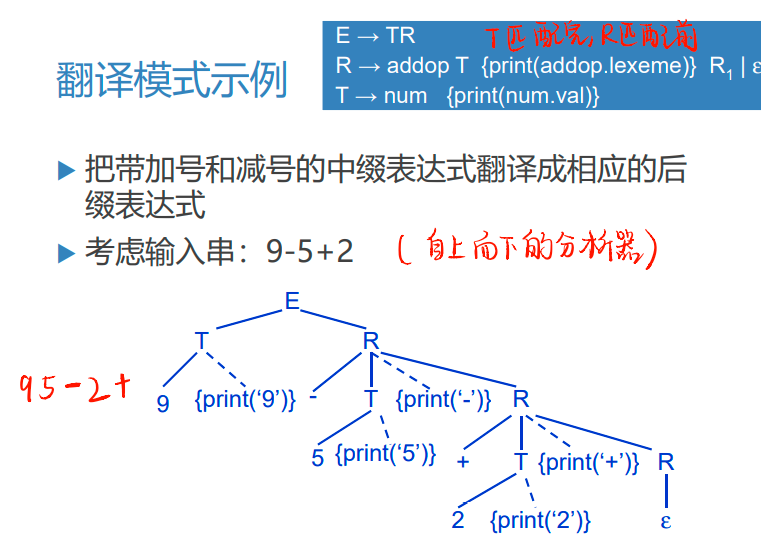 E → TR
T匹配完,R匹配前
R → addop T {print(addop.lexeme)} R₁ | ε
T → num {print(num.val)}
翻译模式示例
把带加号和减号的中缀表达式翻译成相应的后
缀表达式
考虑输入串：9-5+2 (自上而下的分析器)
E
T R
95-2+
9 {print(‘9’)} - T {print(‘-’)} R
5 {print(‘5’)} + T {print(‘+’)} R
2 {print(‘2’)} ε